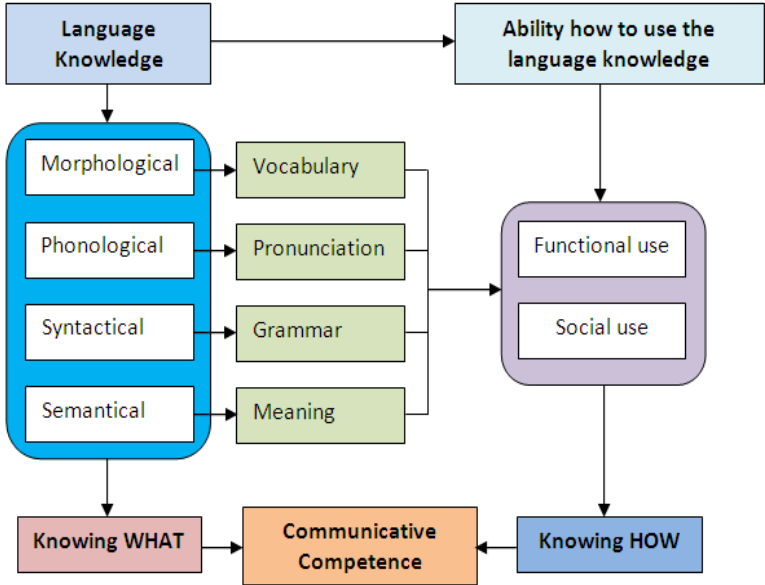 Language
Knowledge
Ability how to use the
language knowledge
Morphological
Vocabulary
Phonological
Pronunciation
Functional use
Syntactical
Grammar
Social use
Semantical
Meaning
Knowing WHAT
Communicative
Competence
Knowing HOW